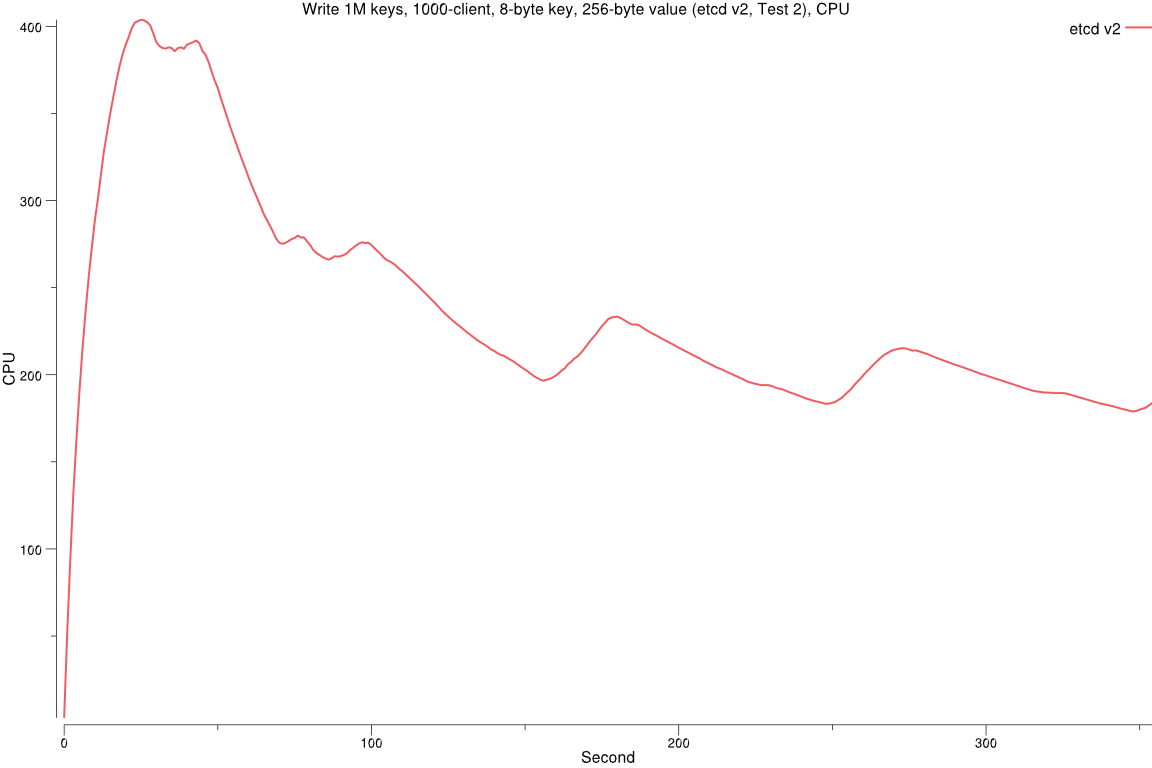 Write 1M keys, 1000-client, 8-byte key, 256-byte value (etcd v2, Test 2), CPU
etcd v2
400
300
200
100
CPU
0 100 200 300
Second